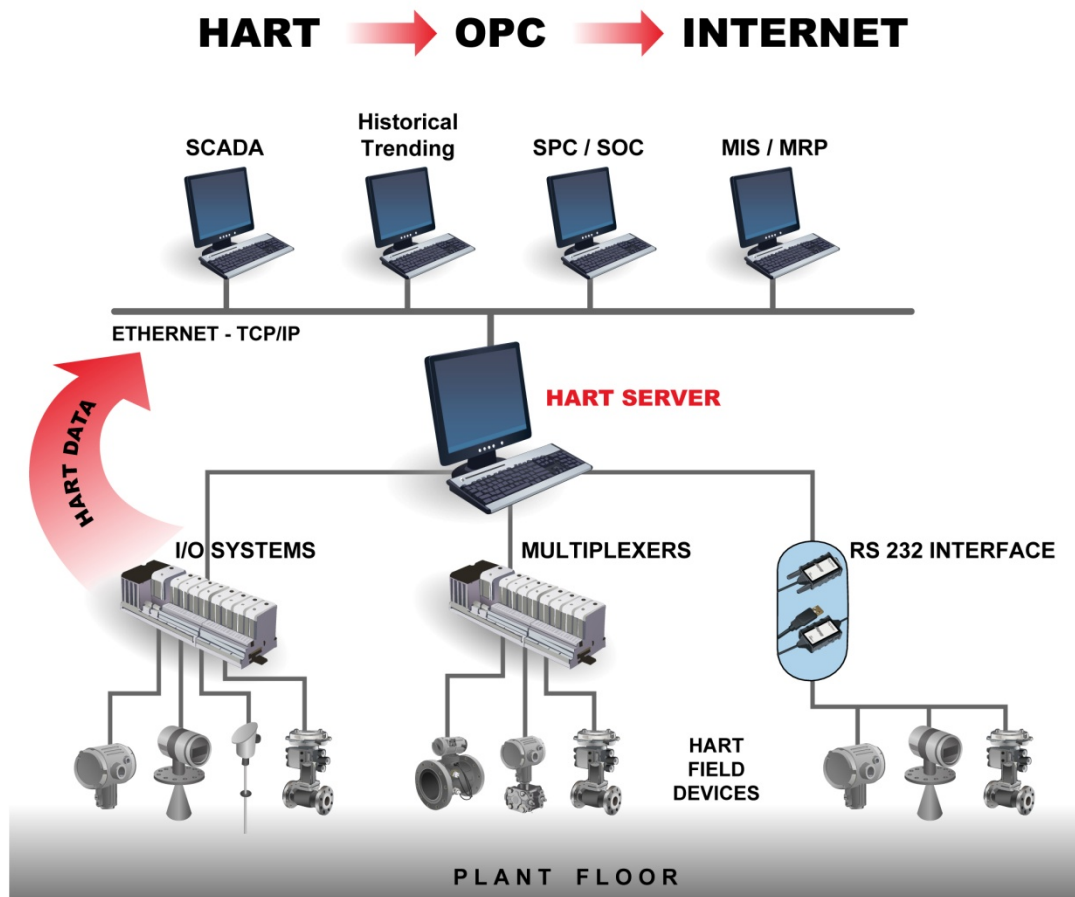 HART OPC INTERNET
SCADA
Historical
Trending
SPC / SOC
MIS / MRP
ETHERNET - TCP/IP
HART SERVER
HART DATA
I/O SYSTEMS
MULTIPLEXERS
RS 232 INTERFACE
HART
FIELD
DEVICES
PLANT FLOOR